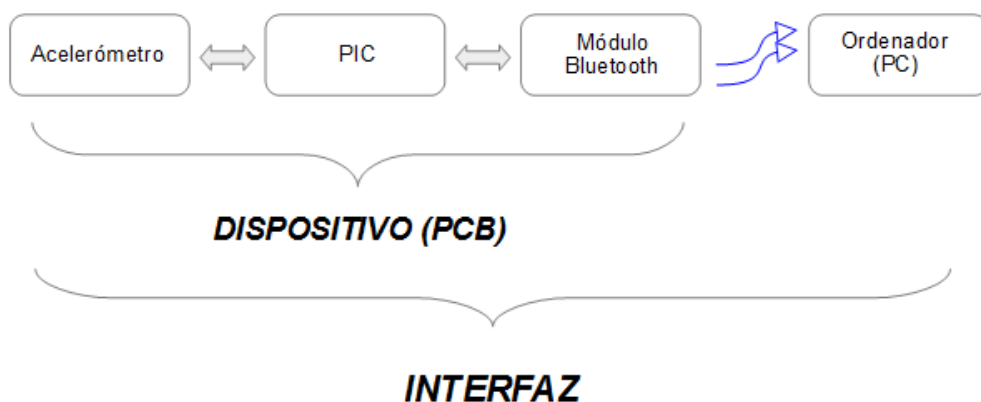 Acelerómetro
PIC
Módulo
Bluetooth
Ordenador
(PC)
DISPOSITIVO (PCB)
INTERFAZ